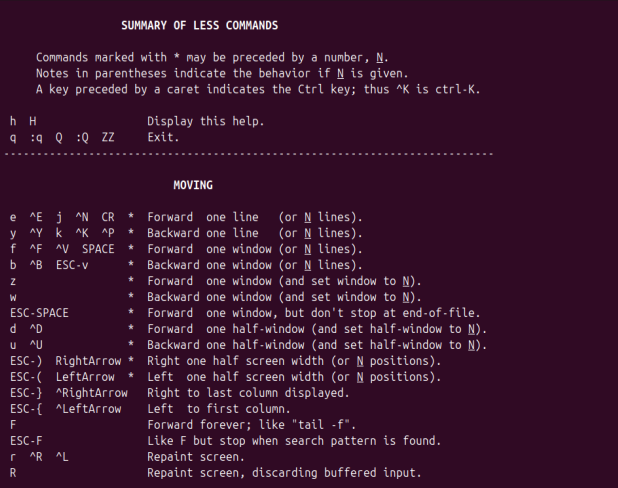 SUMMARY OF LESS COMMANDS
Commands marked with * may be preceded by a number, N.
Notes in parentheses indicate the behavior if N is given.
A key preceded by a caret indicates the Ctrl key; thus ^K is ctrl-K.
h  H                 Display this help.
q  :q  Q  :Q  ZZ     Exit.
---------------------------------------------------------------------------
MOVING
e  ^E  j  ^N  CR  *  Forward  one line   (or N lines).
y  ^Y  k  ^K  ^P  *  Backward one line   (or N lines).
f  ^F  ^V  SPACE  *  Forward  one window (or N lines).
b  ^B  ESC-v      *  Backward one window (or N lines).
z                 *  Forward  one window (and set window to N).
w                 *  Backward one window (and set window to N).
ESC-SPACE         *  Forward  one window, but don't stop at end-of-file.
d  ^D             *  Forward  one half-window (and set half-window to N).
u  ^U             *  Backward one half-window (and set half-window to N).
ESC-)  RightArrow *  Right one half screen width (or N positions).
ESC-(  LeftArrow  *  Left  one half screen width (or N positions).
ESC-}  ^RightArrow   Right to last column displayed.
ESC-{  ^LeftArrow    Left  to first column.
F                    Forward forever; like "tail -f".
ESC-F                Like F but stop when search pattern is found.
r  ^R  ^L            Repaint screen.
R                    Repaint screen, discarding buffered input.